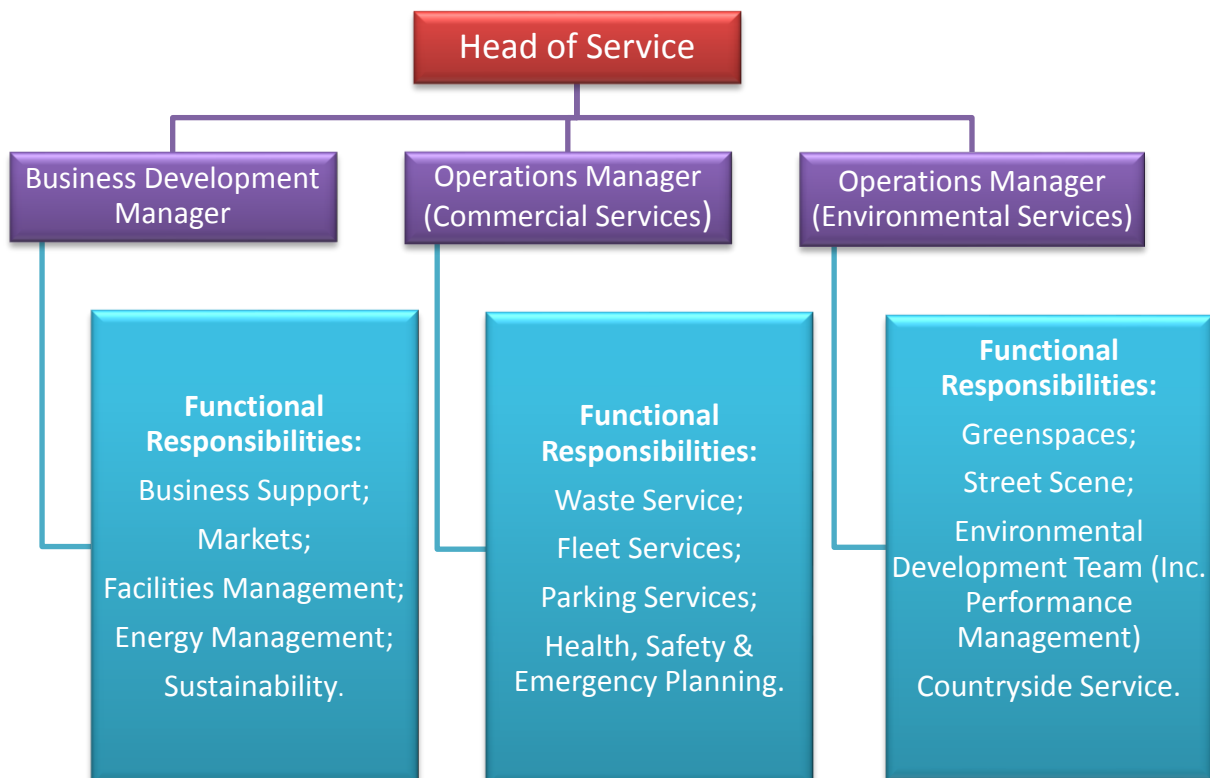 Head of Service
Business Development
Manager
Operations Manager
(Commercial Services)
Operations Manager
(Environmental Services)
Functional
Responsibilities:
Business Support;
Markets;
Facilities Management;
Energy Management;
Sustainability.
Functional
Responsibilities:
Waste Service;
Fleet Services;
Parking Services;
Health, Safety &
Emergency Planning.
Functional
Responsibilities:
Greenspaces;
Street Scene;
Environmental
Development Team (Inc.
Performance
Management)
Countryside Service.